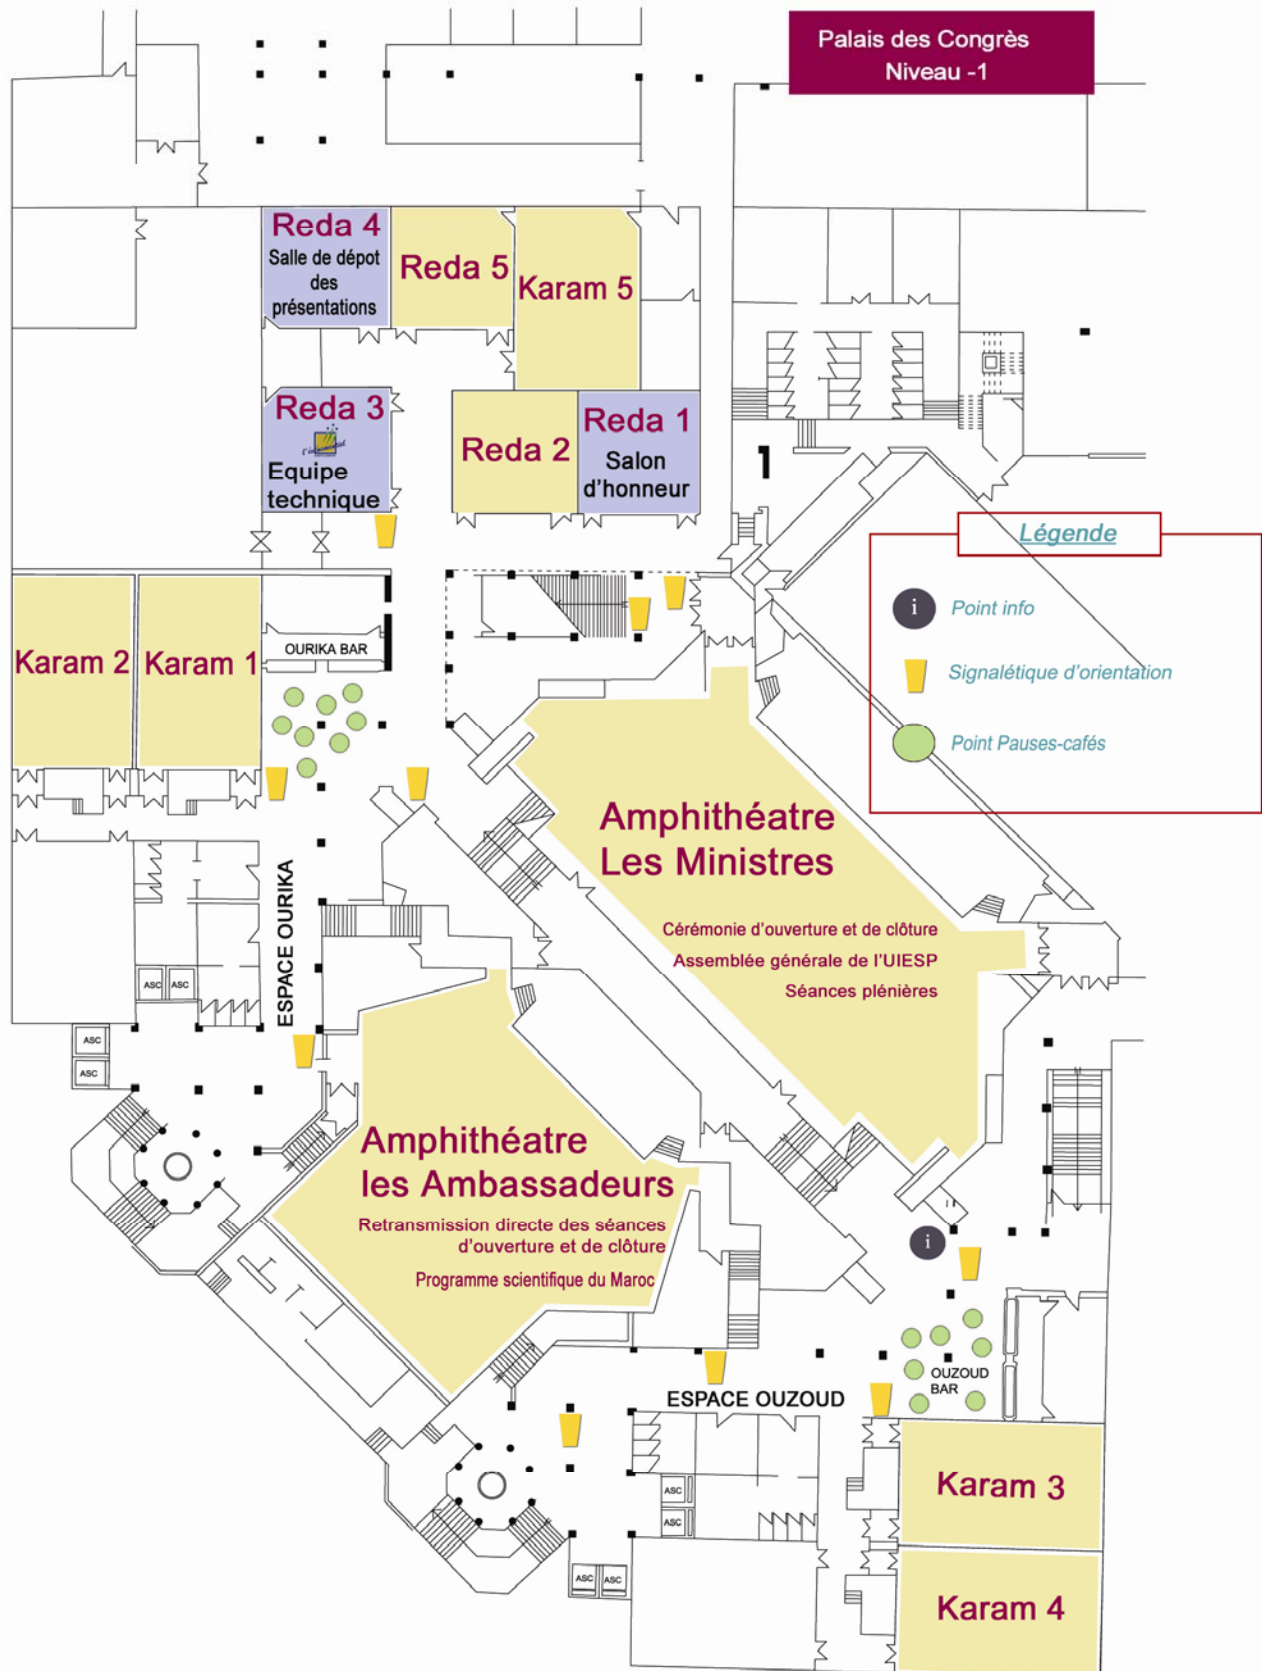 Palais des Congrès
Niveau -1
Reda 4
Salle de dépot
des
présentations
Reda 5
Karam 5
Reda 3
Equipe
technique
Reda 2
Reda 1
Salon
d'honneur
Légende
i
Point info
Signalétique d'orientation
Point Pauses-cafés
Karam 2
Karam 1
OURIKA BAR
Amphithéatre
Les Ministres
Cérémonie d'ouverture et de clôture
Assemblée générale de l'UIESP
Séances plénières
ESPACE OURIKA
ASC
ASC
ASC
ASC
Amphithéatre
les Ambassadeurs
Retransmission directe des séances
d'ouverture et de clôture
Programme scientifique du Maroc
i
OUZOUD
BAR
ESPACE OUZOUD
Karam 3
ASC
ASC
ASC
ASC
Karam 4